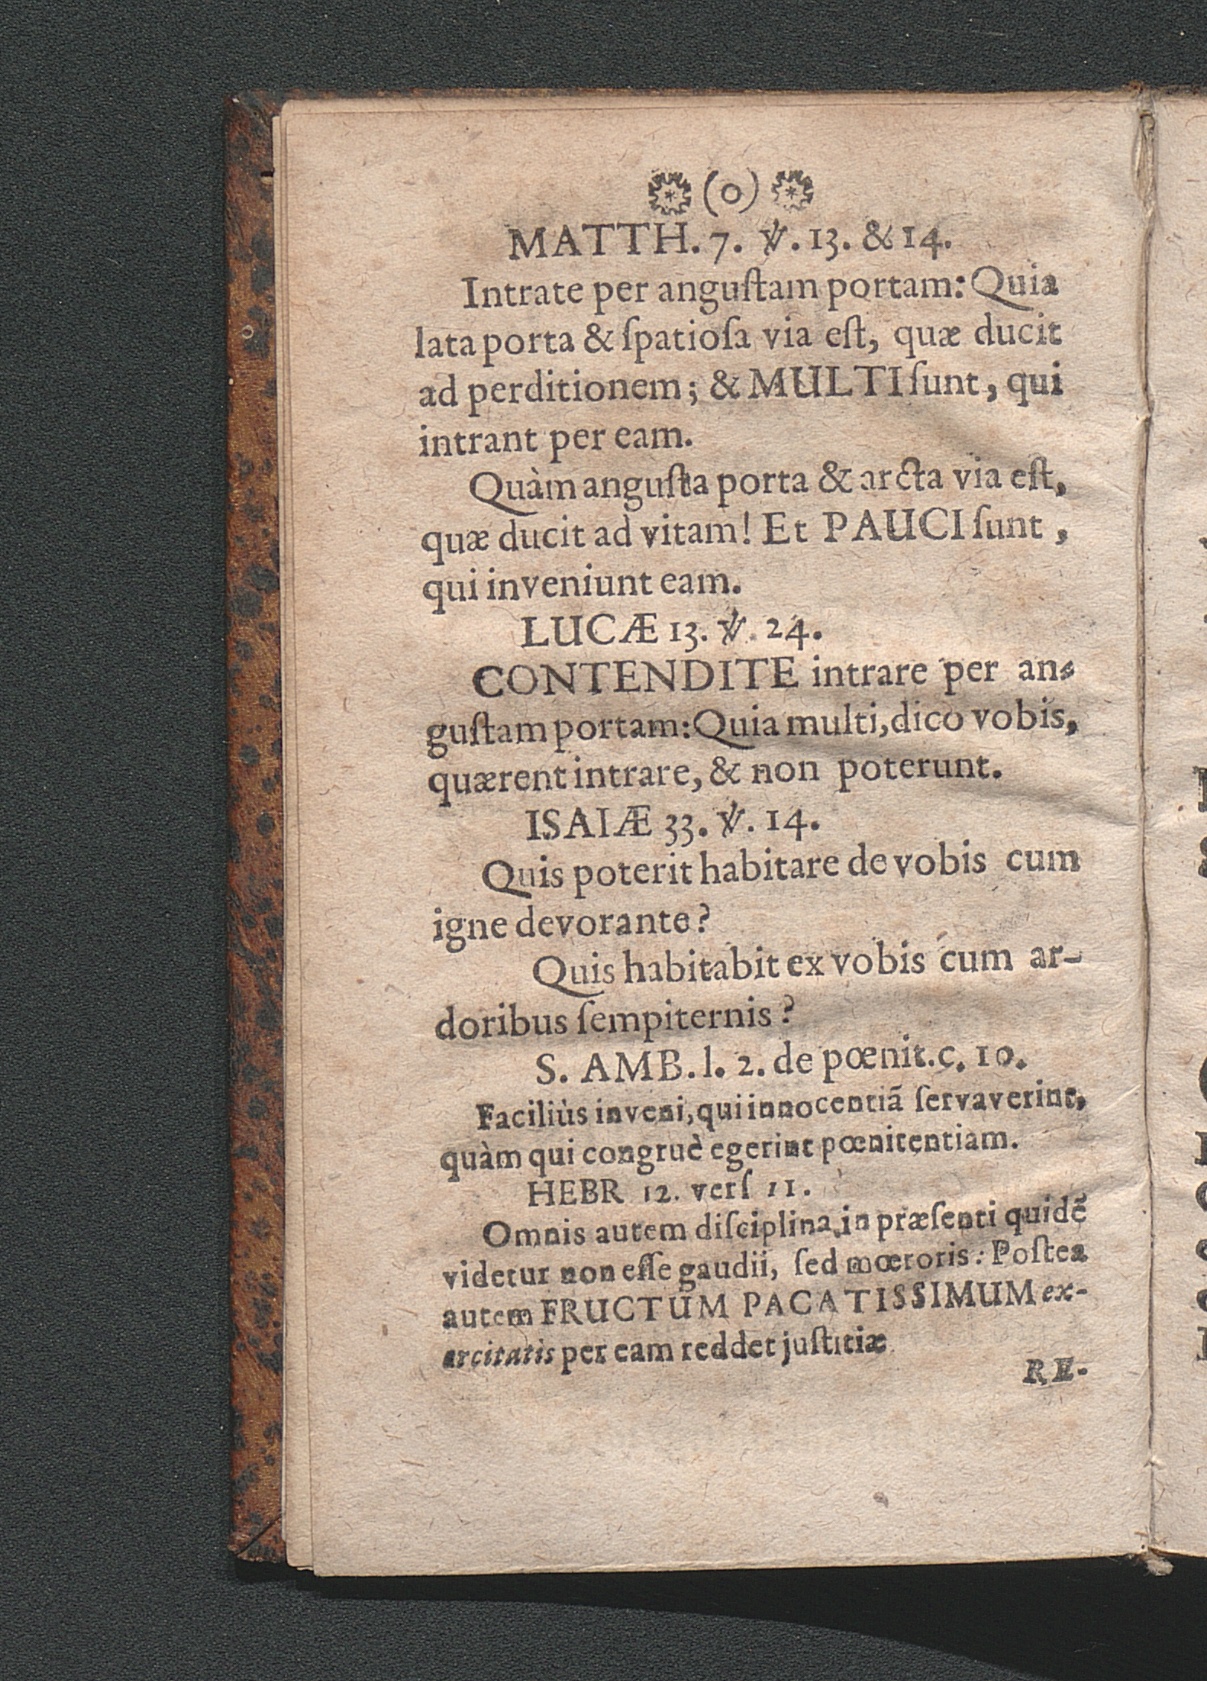 (o)
MATTH. 7. ℣. 13. & 14.
Intrate per anguſtam portam: Quia
lata porta & ſpatioſa via eſt, quæ ducit
ad perditionem; & MULTI ſunt, qui
intrant per eam.
Quàm anguſta porta & arcta via eſt,
quæ ducit ad vitam! Et PAUCI ſunt,
qui inveniunt eam.
LUCÆ 13. ℣. 24.
CONTENDITE intrare per an-
guſtam portam: Quia multi, dico vobis,
quærent intrare, & non poterunt.
ISAIÆ 33. ℣. 14.
Quis poterit habitare de vobis cum
igne devorante?
Quis habitabit ex vobis cum ar-
doribus ſempiternis?
S. AMB. l. 2. de pœnit. c. 10.
Faciliùs inveni, qui innocentiã ſervaverint,
quàm qui congruè egerint pœnitentiam.
HEBR 12. verſ 11.
Omnis autem diſciplina in præſenti quidẽ
videtur non eſſe gaudii, ſed mœroris: Poſtea
autem FRUCTUM PACATISSIMUM ex-
ercitatis per eam reddet juſtitiæ
RE-